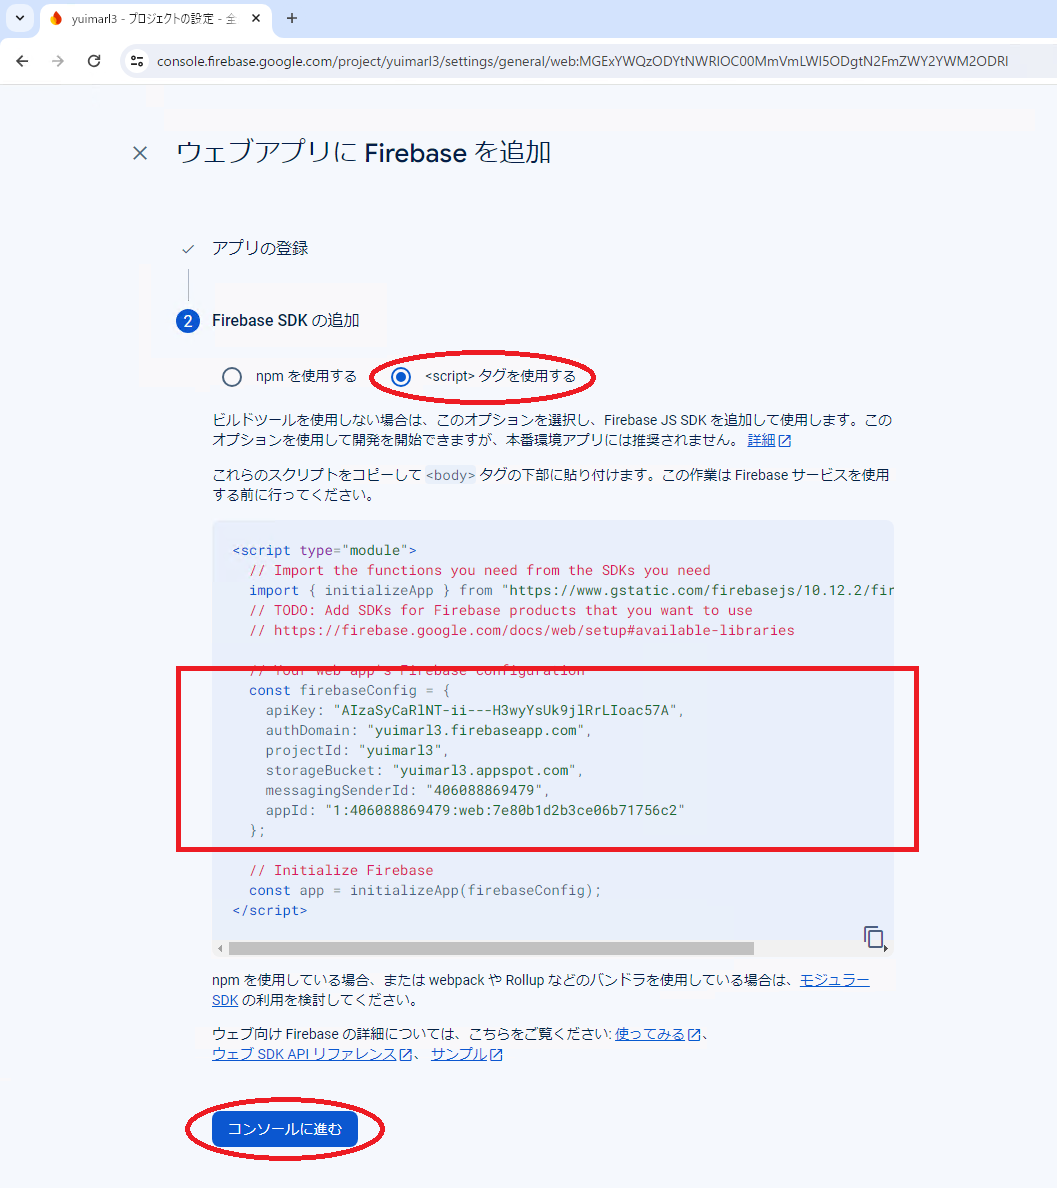 yuimarl3 - プロジェクトの設定 - 全
console.firebase.google.com/project/yuimarl3/settings/general/web:MGExYWQzODYtNWRlOC00MmVmLWI5ODgtN2FmZWY2YWM2ODRl
ウェブアプリに Firebase を追加
アプリの登録
2 Firebase SDK の追加
npm を使用する <script> タグを使用する
ビルドツールを使用しない場合は、このオプションを選択し、Firebase JS SDK を追加して使用します。この
オプションを使用して開発を開始できますが、本番環境アプリには推奨されません。 詳細
これらのスクリプトをコピーして <body> タグの下部に貼り付けます。この作業は Firebase サービスを使用
する前に行ってください。
<script type="module">
// Import the functions you need from the SDKs you need
import { initializeApp } from "https://www.gstatic.com/firebasejs/10.12.2/fir
// TODO: Add SDKs for Firebase products that you want to use
// https://firebase.google.com/docs/web/setup#available-libraries
// Your web app's Firebase configuration
const firebaseConfig = {
apiKey: "AIzaSyCaRlNT-ii---H3wyYsUk9jlRrLIoac57A",
authDomain: "yuimarl3.firebaseapp.com",
projectId: "yuimarl3",
storageBucket: "yuimarl3.appspot.com",
messagingSenderId: "406088869479",
appId: "1:406088869479:web:7e80b1d2b3ce06b71756c2"
};
// Initialize Firebase
const app = initializeApp(firebaseConfig);
</script>
npm を使用している場合、または webpack や Rollup などのバンドラを使用している場合は、モジュラー
SDK の利用を検討してください。
ウェブ向け Firebase の詳細については、こちらをご覧ください: 使ってみる、
ウェブ SDK API リファレンス、 サンプル
コンソールに進む